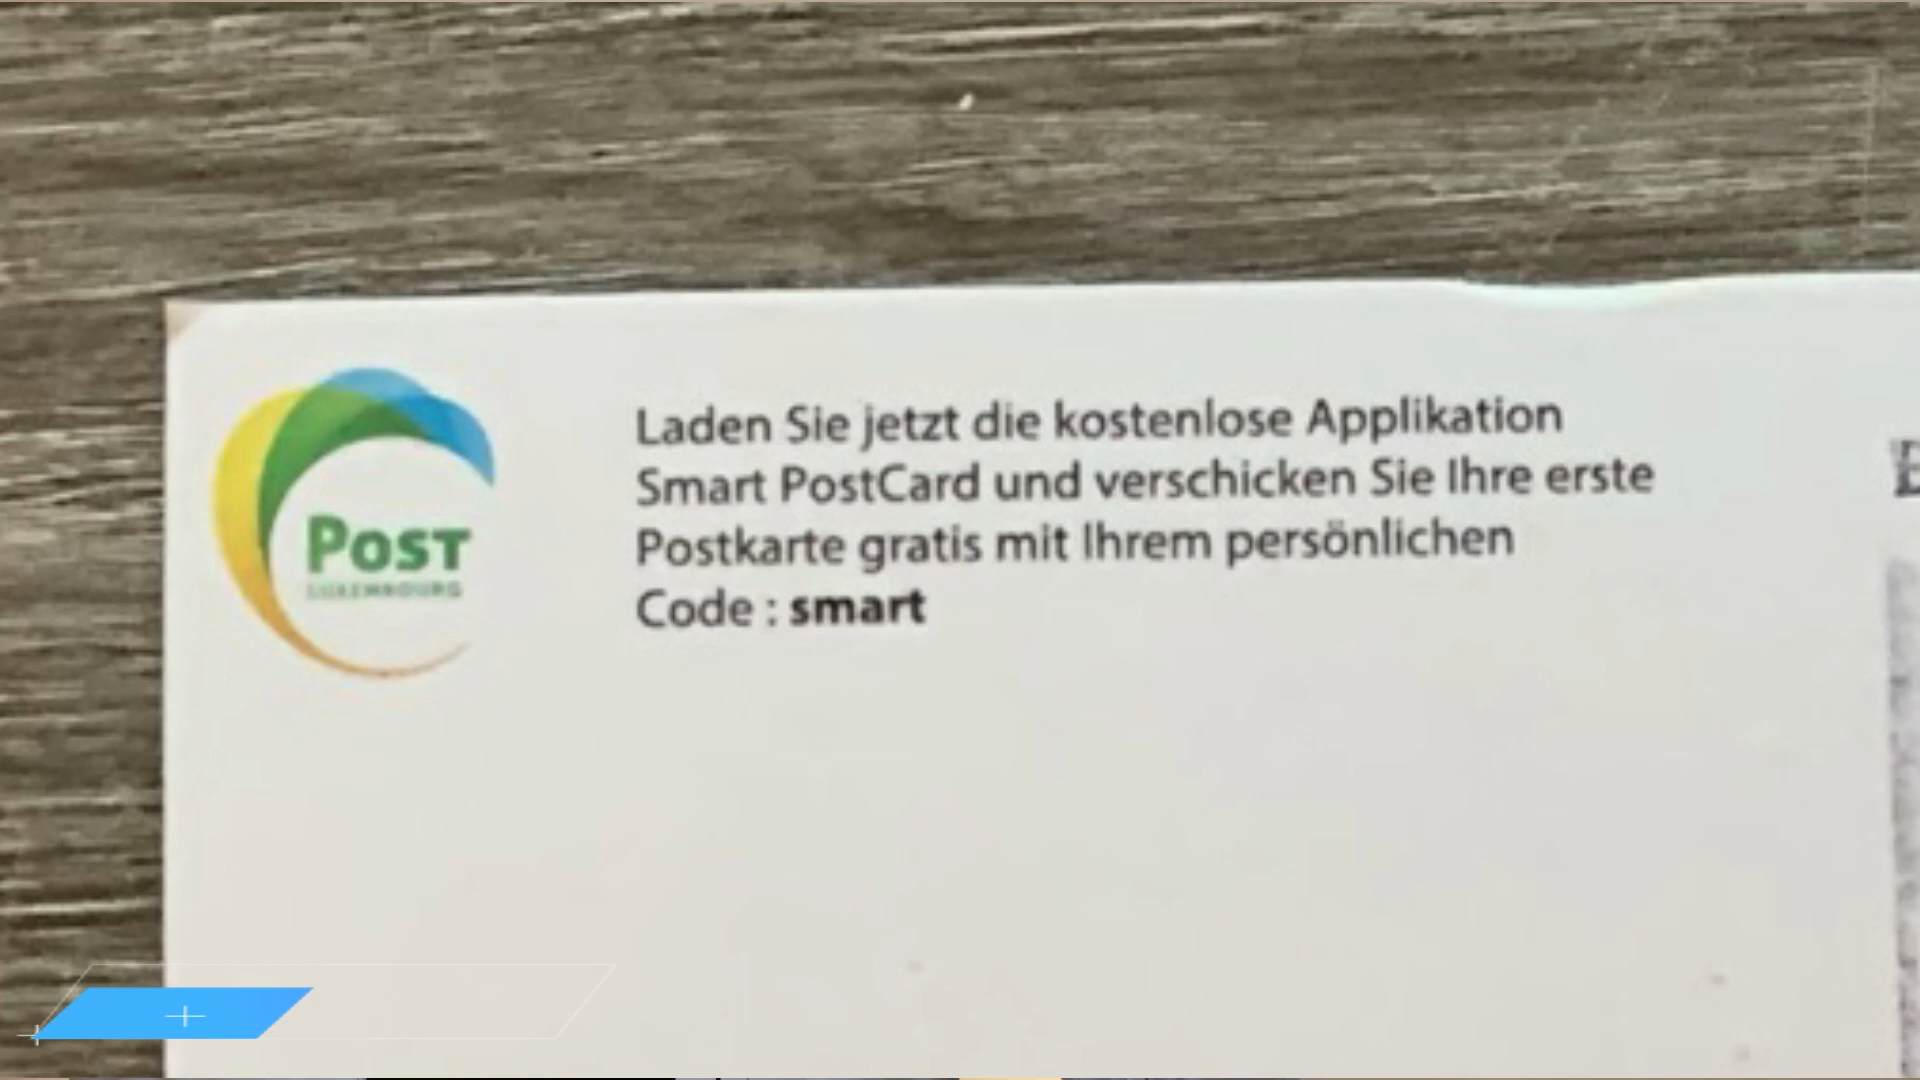 POST
LUXEMBOURG
Laden Sie jetzt die kostenlose Applikation
Smart PostCard und verschicken Sie Ihre erste
Postkarte gratis mit Ihrem persönlichen
Code : smart